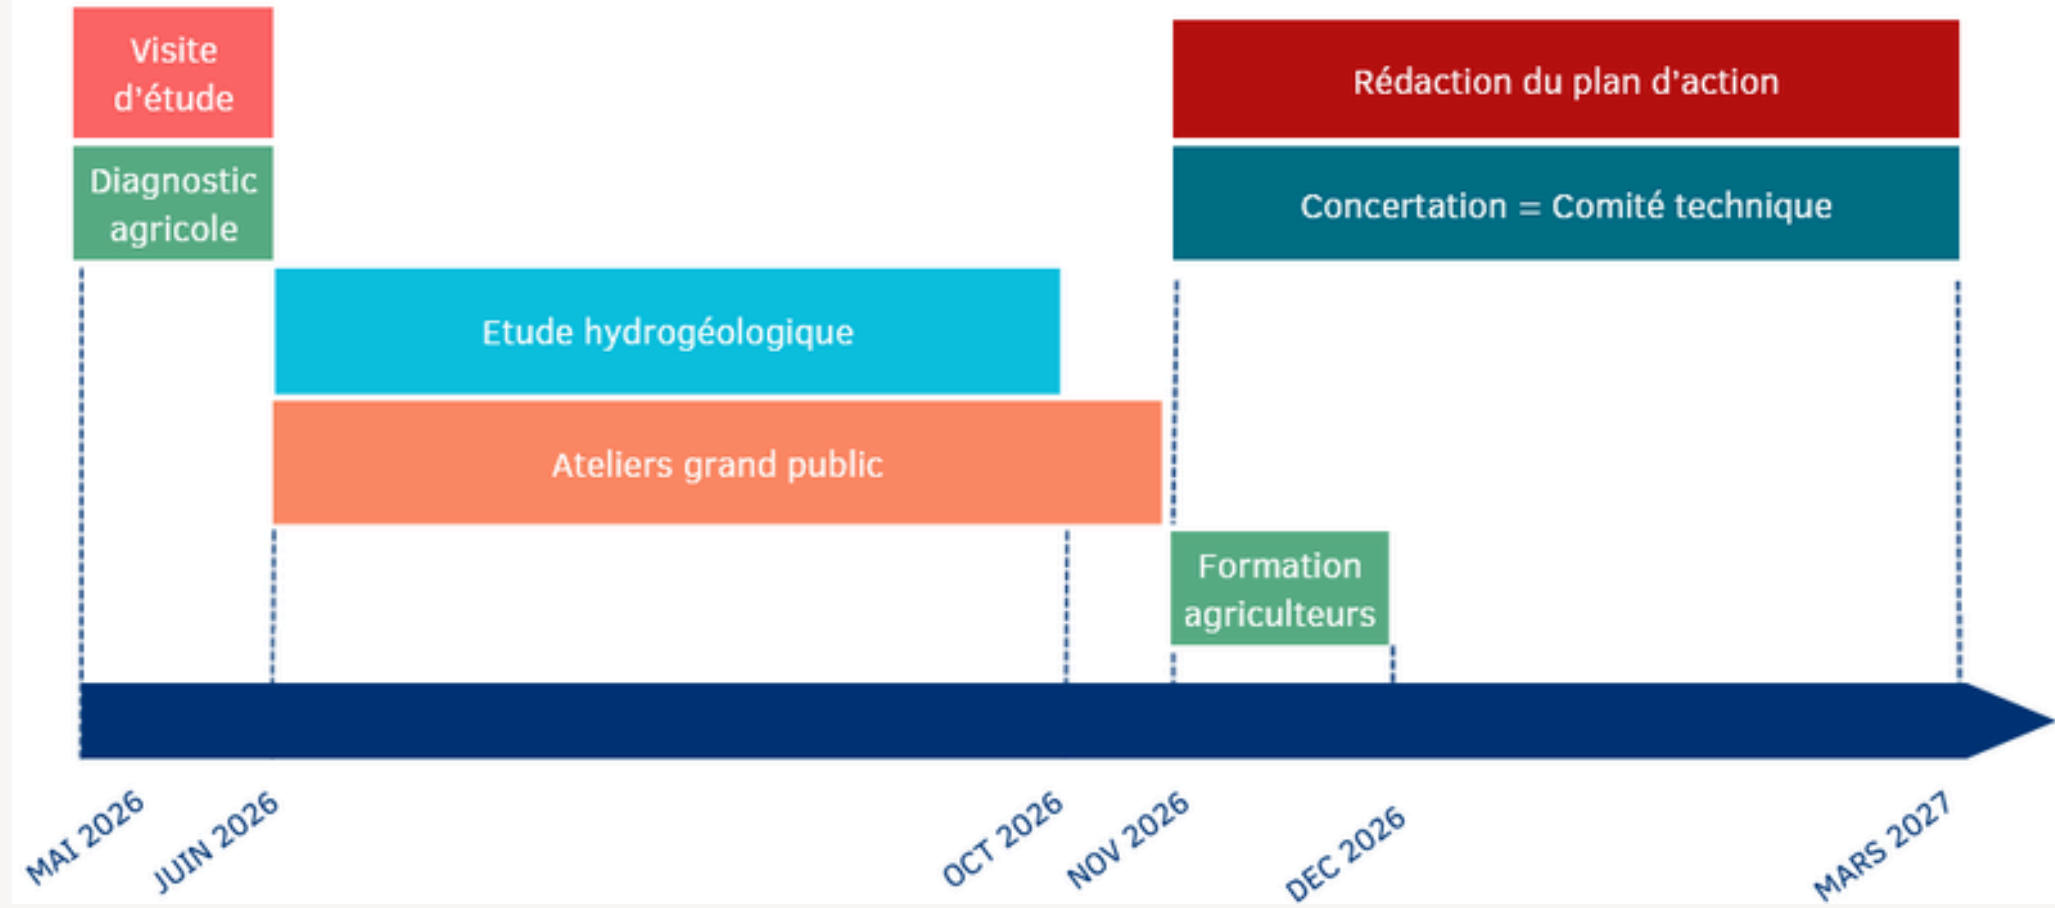 Visite
d'étude
Rédaction du plan d'action
Diagnostic
agricole
Concertation = Comité technique
Etude hydrogéologique
Ateliers grand public
Formation
agriculteurs
MAI 2026
JUIN 2026
OCT 2026
NOV 2026
DEC 2026
MARS 2027